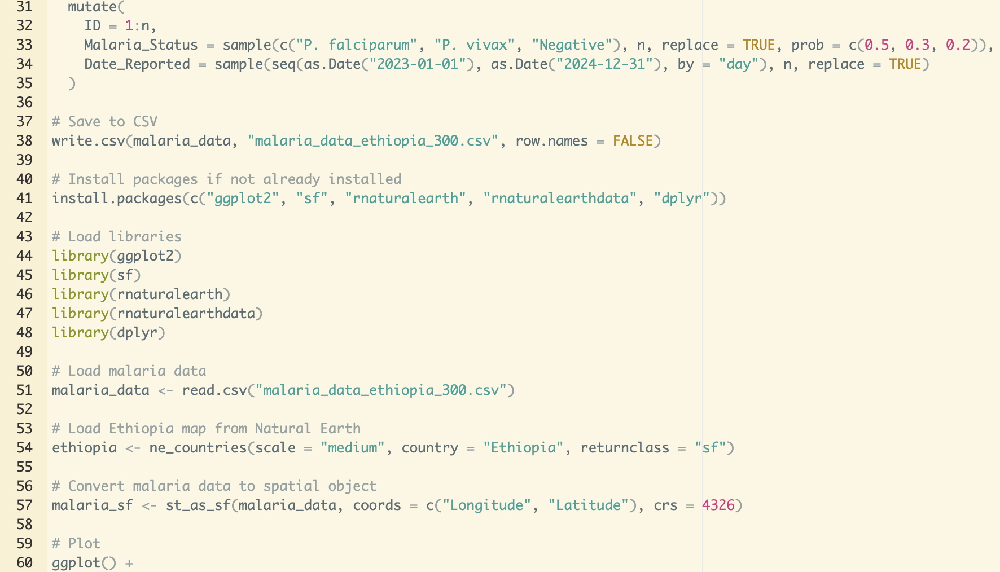 31 mutate(
32 ID = 1:n,
33 Malaria_Status = sample(c("P. falciparum", "P. vivax", "Negative"), n, replace = TRUE, prob = c(0.5, 0.3, 0.2)),
34 Date_Reported = sample(seq(as.Date("2023-01-01"), as.Date("2024-12-31"), by = "day"), n, replace = TRUE)
35 )
36
37 # Save to CSV
38 write.csv(malaria_data, "malaria_data_ethiopia_300.csv", row.names = FALSE)
39
40 # Install packages if not already installed
41 install.packages(c("ggplot2", "sf", "rnaturalearth", "rnaturalearthdata", "dplyr"))
42
43 # Load libraries
44 library(ggplot2)
45 library(sf)
46 library(rnaturalearth)
47 library(rnaturalearthdata)
48 library(dplyr)
49
50 # Load malaria data
51 malaria_data <- read.csv("malaria_data_ethiopia_300.csv")
52
53 # Load Ethiopia map from Natural Earth
54 ethiopia <- ne_countries(scale = "medium", country = "Ethiopia", returnclass = "sf")
55
56 # Convert malaria data to spatial object
57 malaria_sf <- st_as_sf(malaria_data, coords = c("Longitude", "Latitude"), crs = 4326)
58
59 # Plot
60 ggplot() +